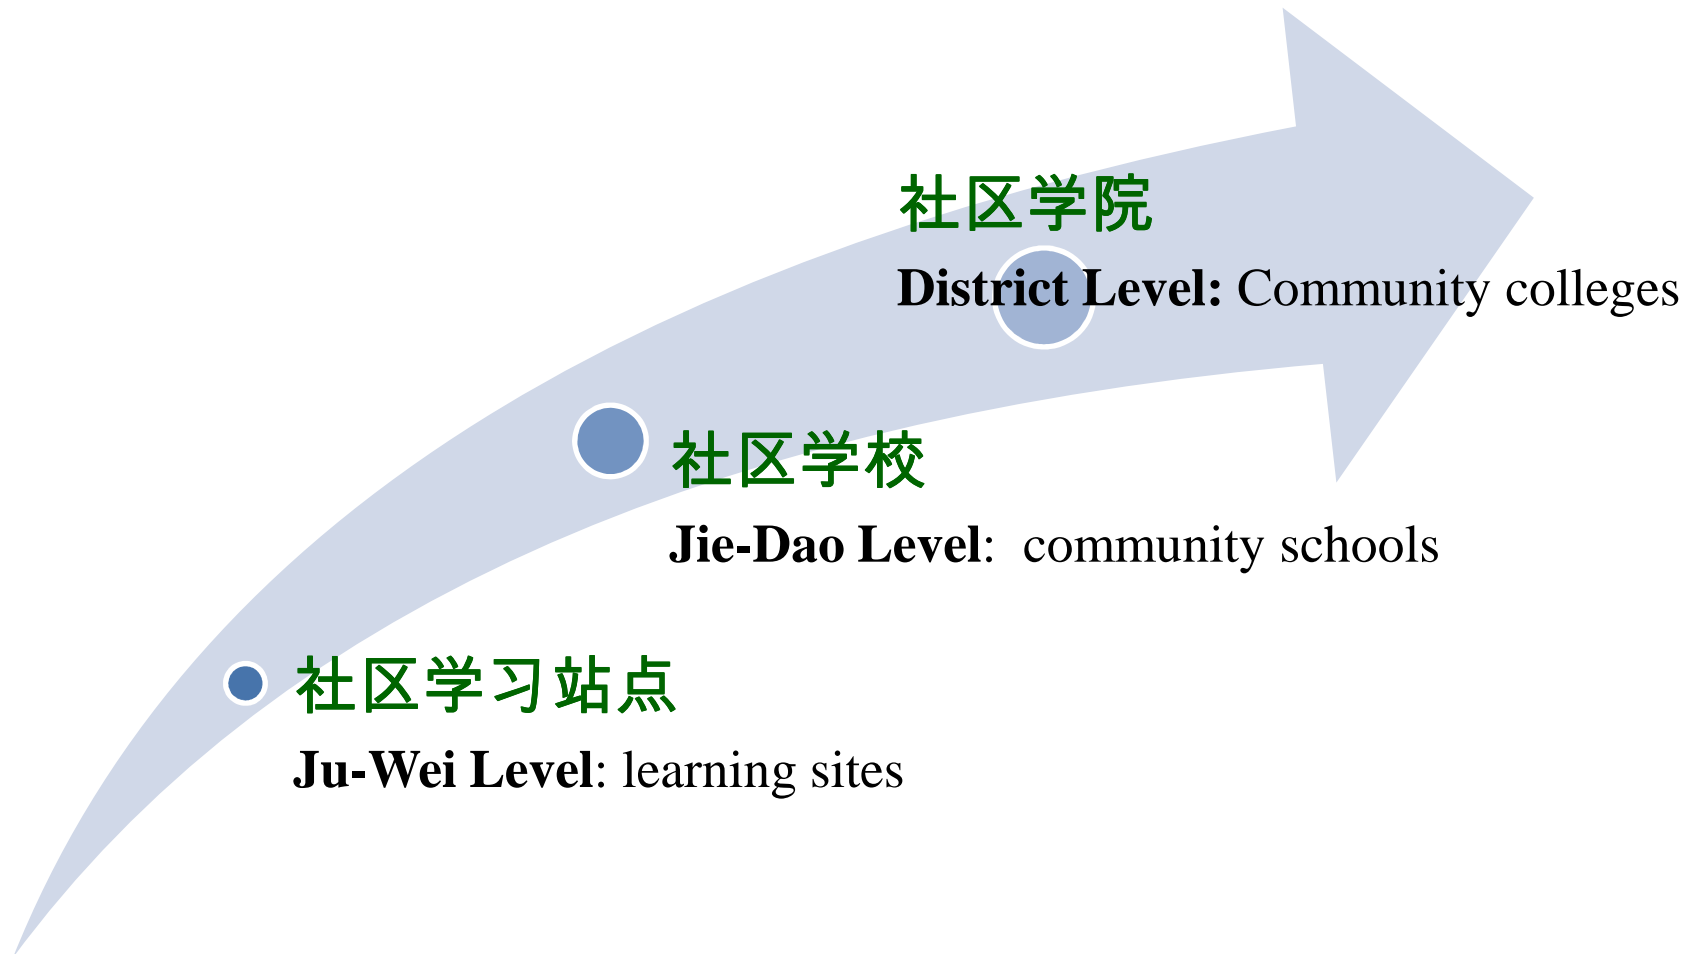 社区学院
District Level: Community colleges
社区学校
Jie-Dao Level:  community schools
社区学习站点
Ju-Wei Level: learning sites